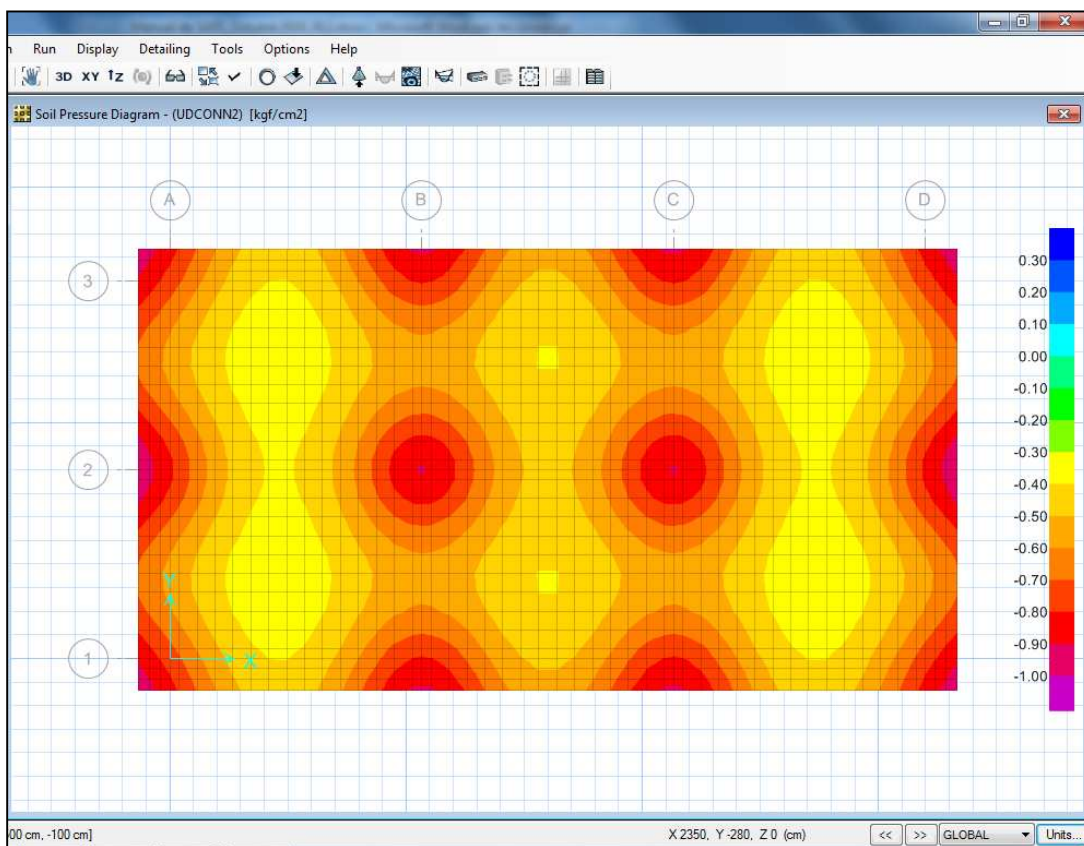 n Run Display Detailing Tools Options Help
3D XY 1Z
Soil Pressure Diagram - (UDCONN2) [kgf/cm2]
A B C D
3
2
1
Y
X
0.30
0.20
0.10
0.00
-0.10
-0.20
-0.30
-0.40
-0.50
-0.60
-0.70
-0.80
-0.90
-1.00
00 cm, -100 cm]
X 2350, Y -280, Z 0 (cm)
<< >> GLOBAL Units...